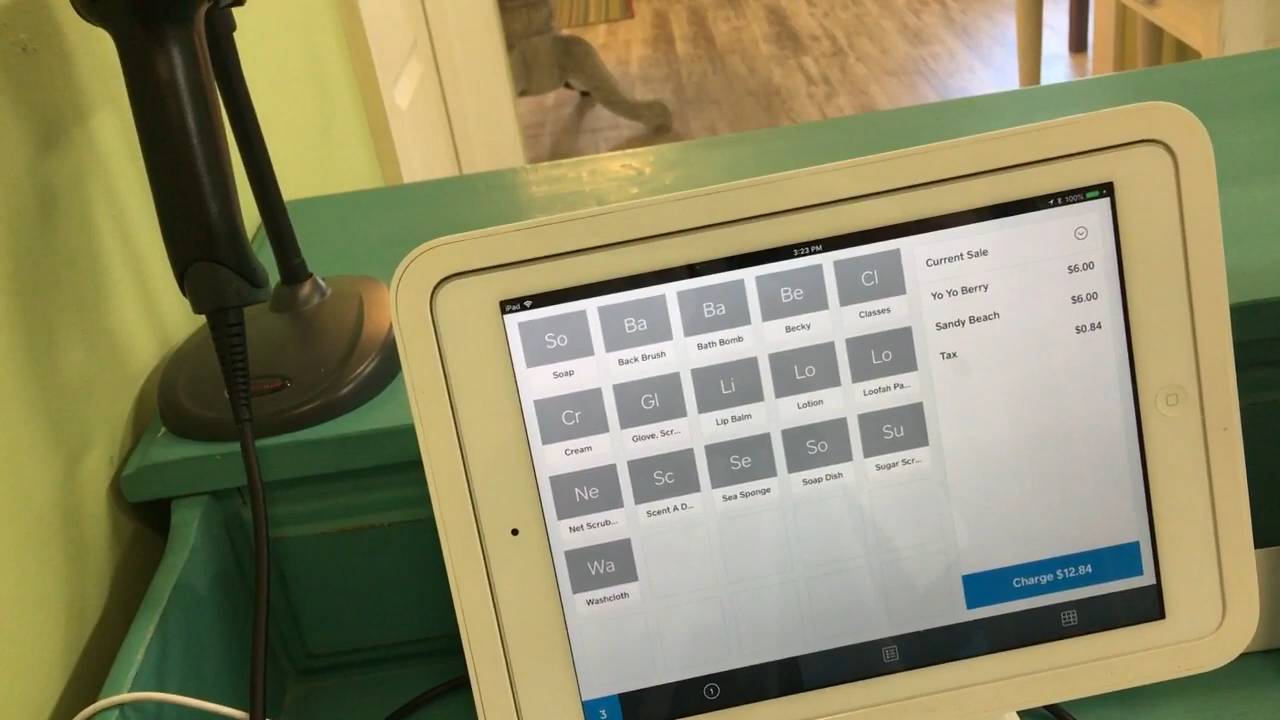 iPad
3:23 PM
100%
So
Ba
Ba
Be
Cl
Soap
Back Brush
Bath Bomb
Becky
Classes
Cr
Gl
Li
Lo
Lo
Cream
Glove, Scr...
Lip Balm
Lotion
Loofah Pa...
Ne
Sc
Se
So
Su
Net Scrub...
Scent A D...
Sea Sponge
Soap Dish
Sugar Scr...
Wa
Washcloth
Current Sale
Yo Yo Berry $6.00
Sandy Beach $6.00
Tax $0.84
Charge $12.84
3
1